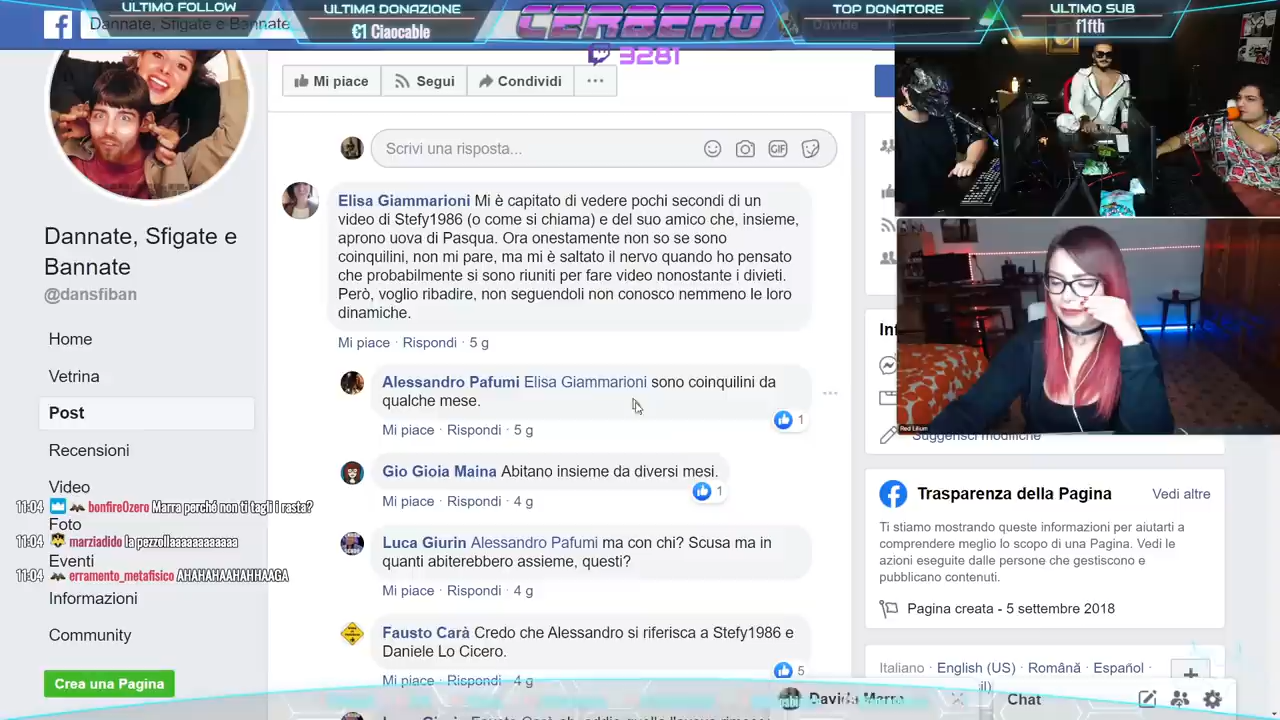 ULTIMO FOLLOW
Dannate, Sfigate e Bannate
ULTIMA DONAZIONE
€1 Ciaccable
CERBERO
3281
TOP DONATORE
Davide
ULTIMO SUB
f1fth
Mi piace
Segui
Condividi
Scrivi una risposta...
GIF
Dannate, Sfigate e
Bannate
@dansfiban
Home
Vetrina
Post
Recensioni
Video
Foto
Eventi
Informazioni
Community
Crea una Pagina
11:04 bonfire0zero Marra perché non ti tagli i rasta?
11:04 marziadido la pezzollaaaaaaaaaaa
11:04 erramento_metafisico AHAHAHAAHAHHAAGA
Elisa Giammarioni Mi è capitato di vedere pochi secondi di un
video di Stefy1986 (o come si chiama) e del suo amico che, insieme,
aprono uova di Pasqua. Ora onestamente non so se sono
coinquilini, non mi pare, ma mi è saltato il nervo quando ho pensato
che probabilmente si sono riuniti per fare video nonostante i divieti.
Però, voglio ribadire, non seguendoli non conosco nemmeno le loro
dinamiche.
Mi piace · Rispondi · 5 g
Alessandro Pafumi Elisa Giammarioni sono coinquilini da
qualche mese.
1
Mi piace · Rispondi · 5 g
Gio Gioia Maina Abitano insieme da diversi mesi.
1
Mi piace · Rispondi · 4 g
Luca Giurin Alessandro Pafumi ma con chi? Scusa ma in
quanti abiterebbero assieme, questi?
Mi piace · Rispondi · 4 g
Fausto Carà Credo che Alessandro si riferisca a Stefy1986 e
Daniele Lo Cicero.
5
Mi piace · Rispondi · 4 g
Red Lilium
Suggerisci modifiche
Trasparenza della Pagina
Vedi altre
Ti stiamo mostrando queste informazioni per aiutarti a
comprendere meglio lo scopo di una Pagina. Vedi le
azioni eseguite dalle persone che gestiscono e
pubblicano contenuti.
Pagina creata - 5 settembre 2018
Italiano · English (US) · Română · Español ·
Davide Marra
Chat